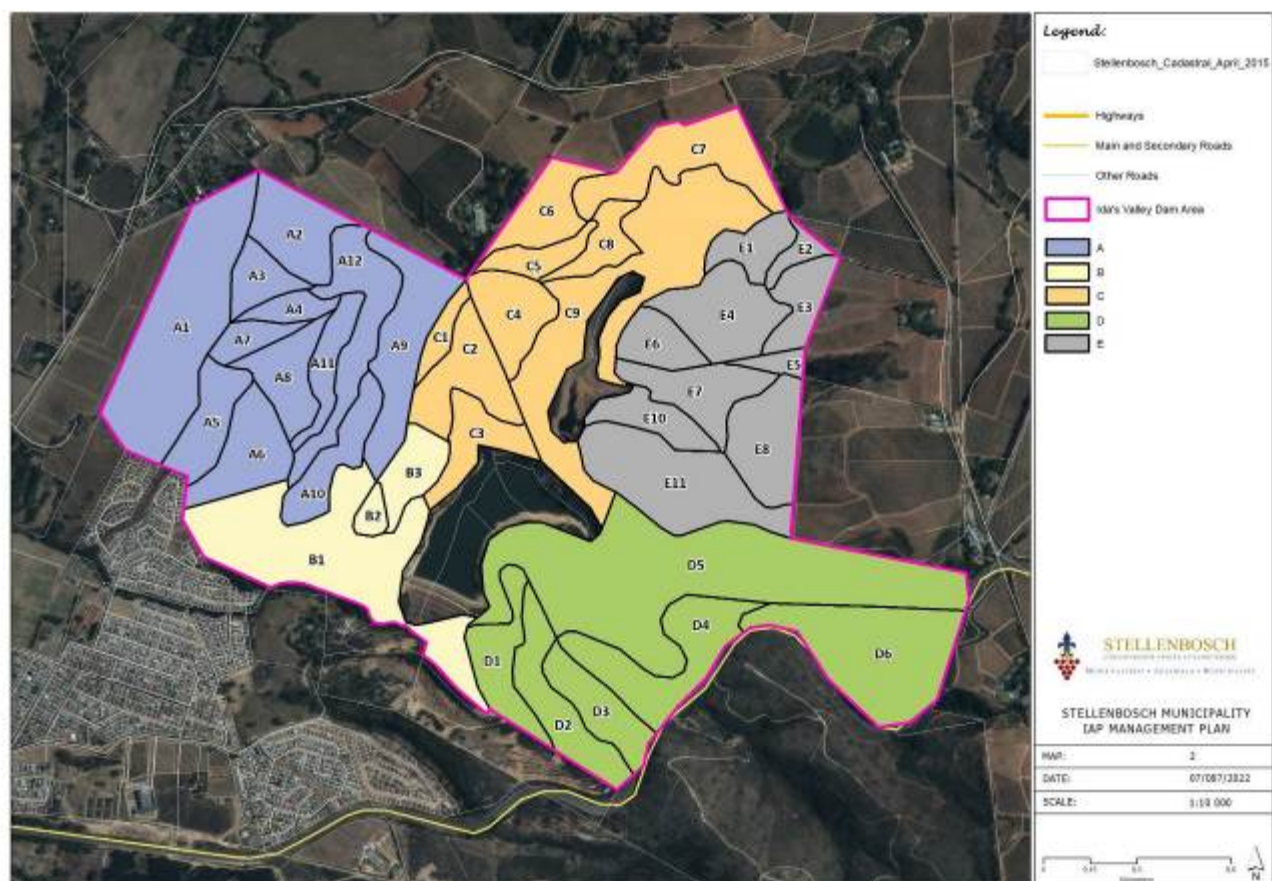 Legend:
Stellenbosch_Cadastral_April_2015
Highways
Main and Secondary Roads
Other Roads
Ida's Valley Dam Area
A
B
C
D
E
C7
C6
A2
C8
E1
E2
A12
A3
C5
E3
A4
C4
C9
E4
A1
A7
C1
A9
C2
E6
A11
E5
A8
E7
A5
E10
C3
A6
B3
E8
E11
A10
B2
B1
D5
D4
D1
D6
D3
D2
STELLENBOSCH
STELLENBOSCH MUNICIPALITY
IAP MANAGEMENT PLAN
MAP: 2
DATE: 07/087/2022
SCALE: 1:10 000
N